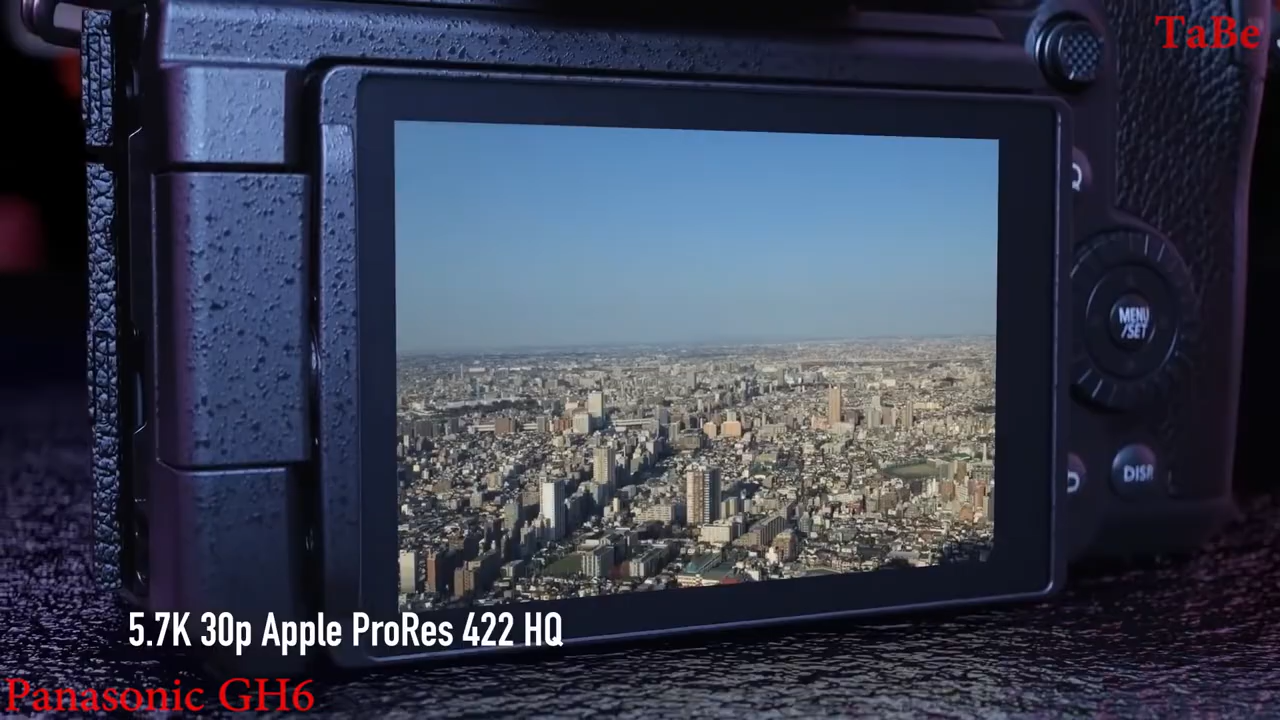 TaBe
Q
MENU
/SET
DISP
5.7K 30p Apple ProRes 422 HQ
Panasonic GH6